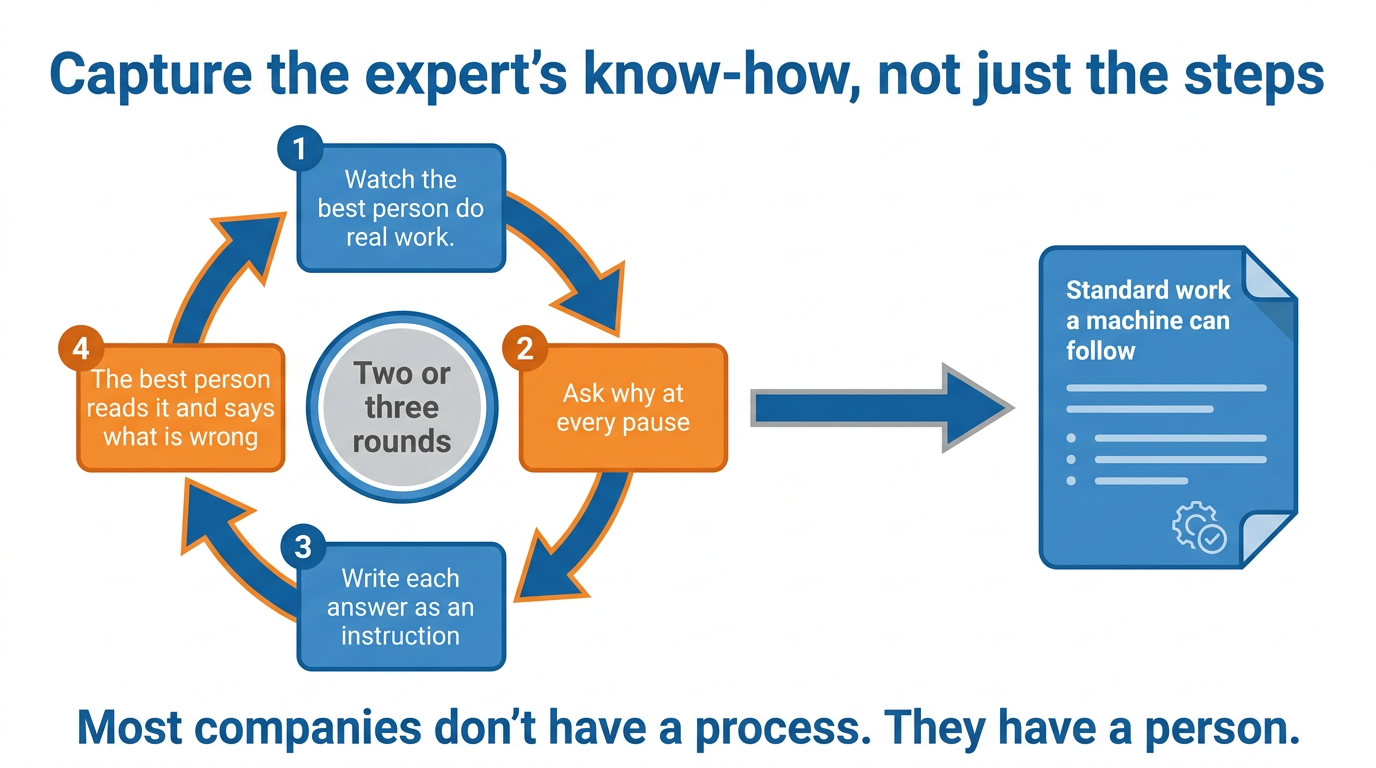 Capture the expert’s know-how, not just the steps
1
Watch the
best person do
real work.
2
Ask why at
every pause
3
Write each
answer as an
instruction
4
The best person
reads it and says
what is wrong
Two or
three
rounds
Standard work
a machine can
follow
Most companies don’t have a process. They have a person.